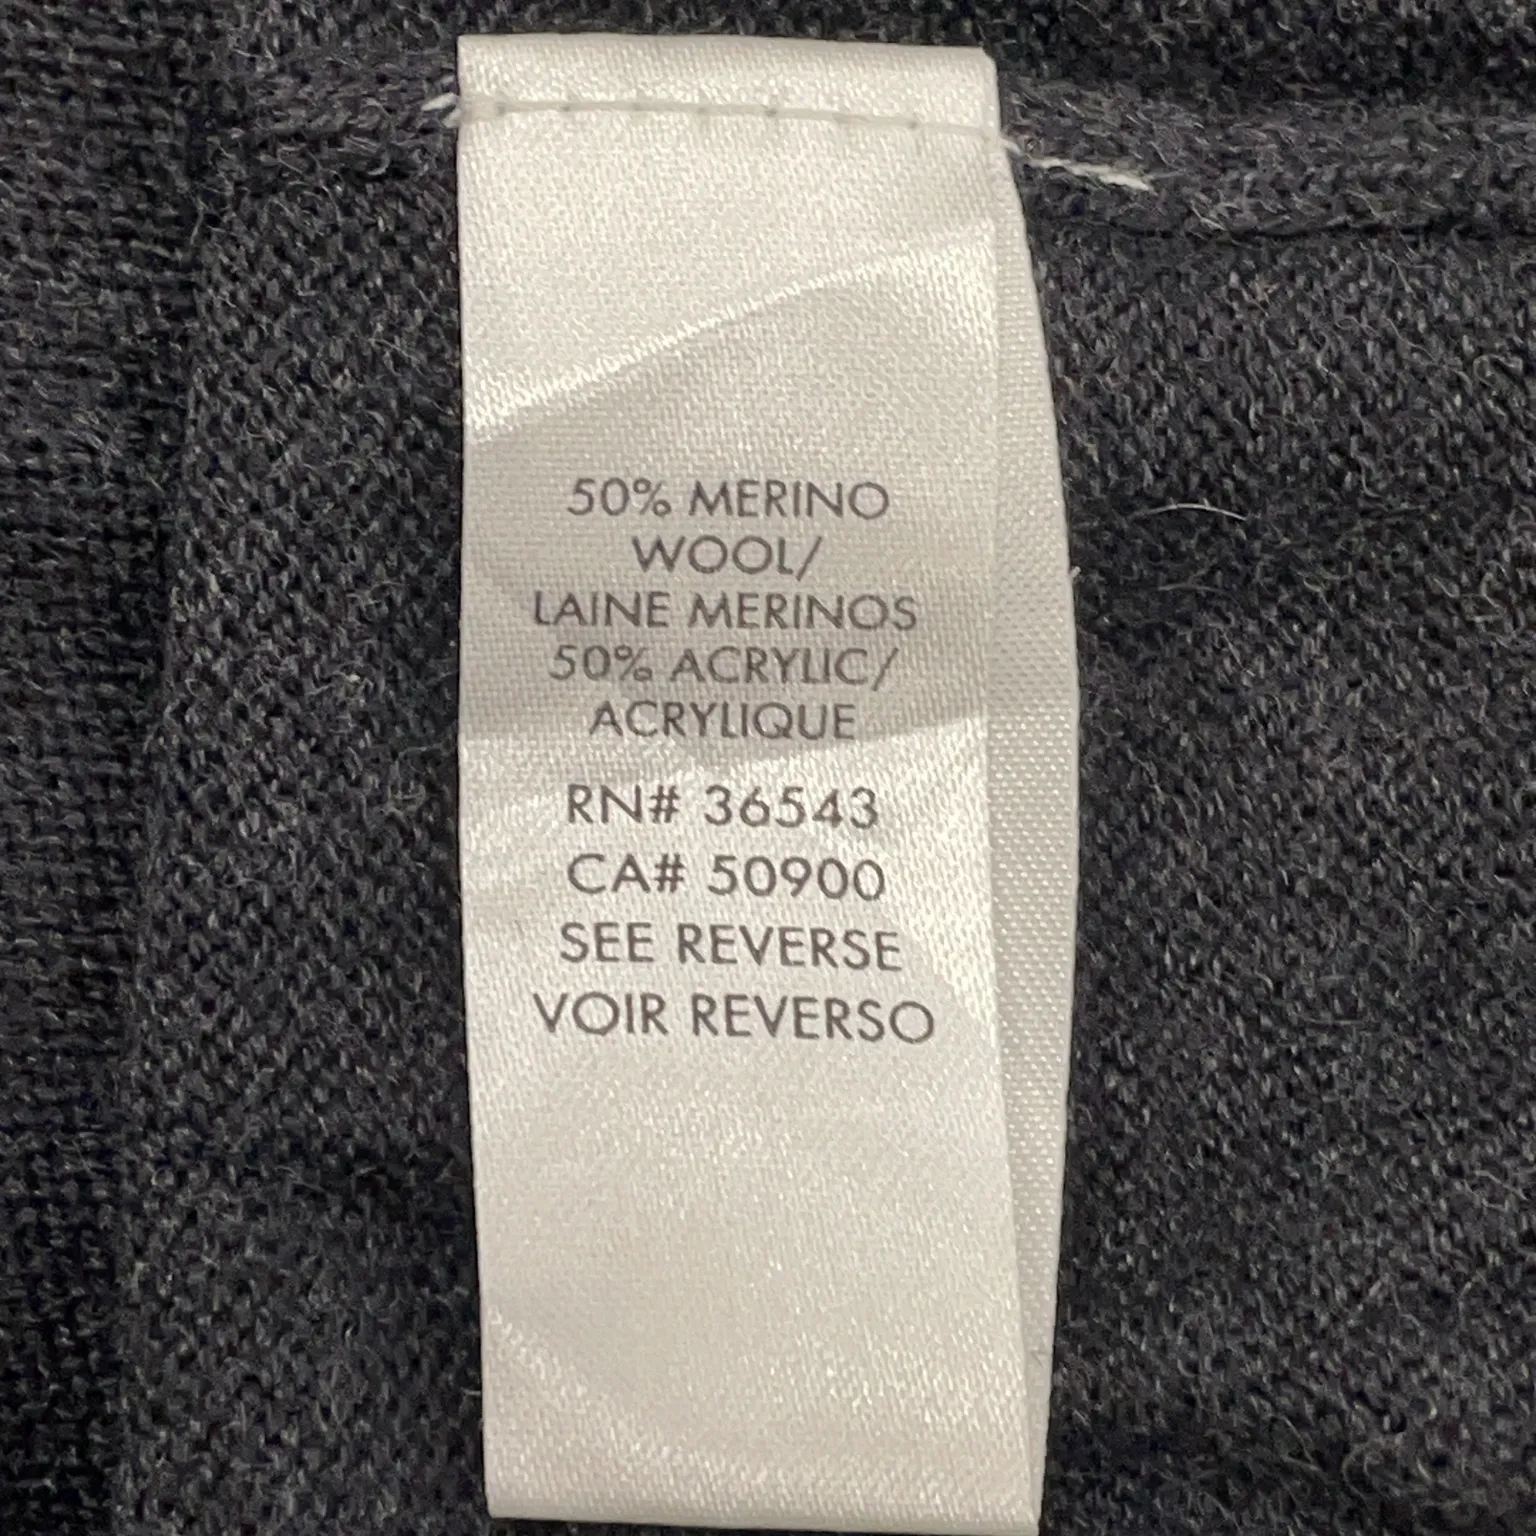 50% MERINO
WOOL/
LAINE MERINOS
50% ACRYLIC/
ACRYLIQUE
RN# 36543
CA# 50900
SEE REVERSE
VOIR REVERSO